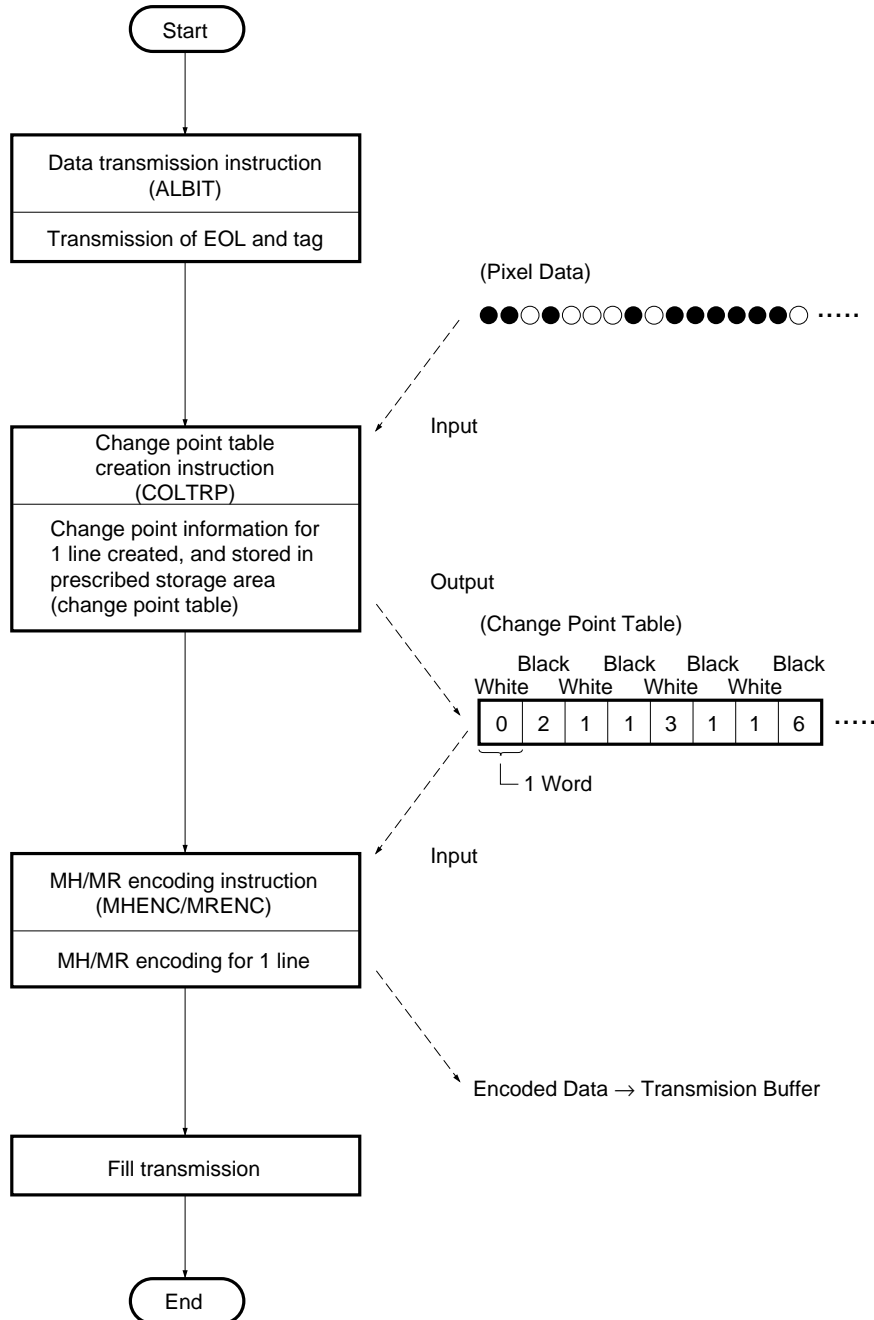 Start
Data transmission instruction
(ALBIT)
Transmission of EOL and tag
(Pixel Data)
.....
Input
Change point table
creation instruction
(COLTRP)
Change point information for
1 line created, and stored in
prescribed storage area
(change point table)
Output
(Change Point Table)
Black Black Black Black
White White White White
0 2 1 1 3 1 1 6 .....
1 Word
Input
MH/MR encoding instruction
(MHENC/MRENC)
MH/MR encoding for 1 line
Encoded Data → Transmision Buffer
Fill transmission
End